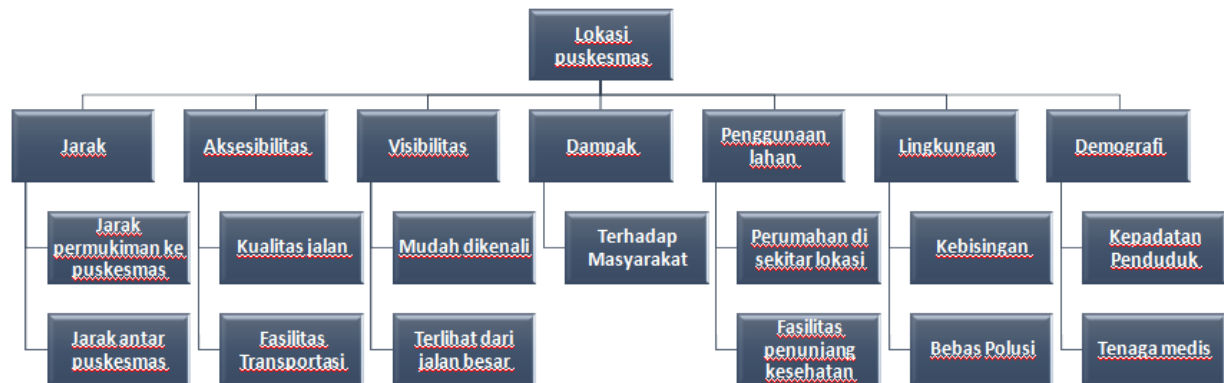 Lokasi
puskesmas
Jarak
Aksesibilitas
Visibilitas
Dampak
Penggunaan
lahan
Lingkungan
Demografi
Jarak
permukiman ke
puskesmas
Kualitas jalan
Mudah dikenali
Terhadap
Masyarakat
Perumahan di
sekitar lokasi
Kebisingan
Kepadatan
Penduduk
Jarak antar
puskesmas
Fasilitas
Transportasi
Terlihat dari
jalan besar
Fasilitas
penunjang
kesehatan
Bebas Polusi
Tenaga medis